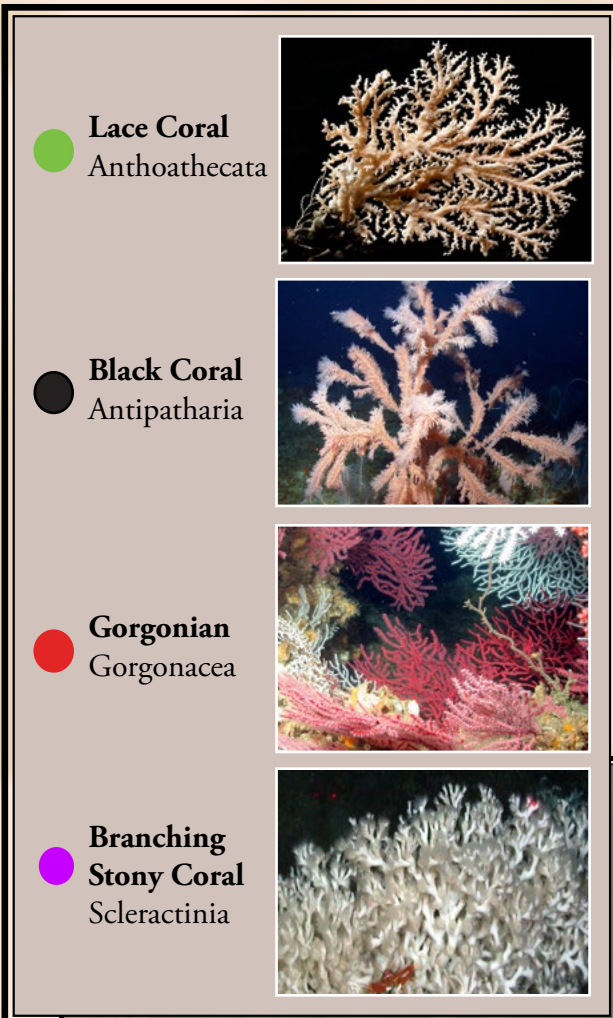 Lace Coral
Anthoathecata
Black Coral
Antipatharia
Gorgonian
Gorgonacea
Branching
Stony Coral
Scleractinia